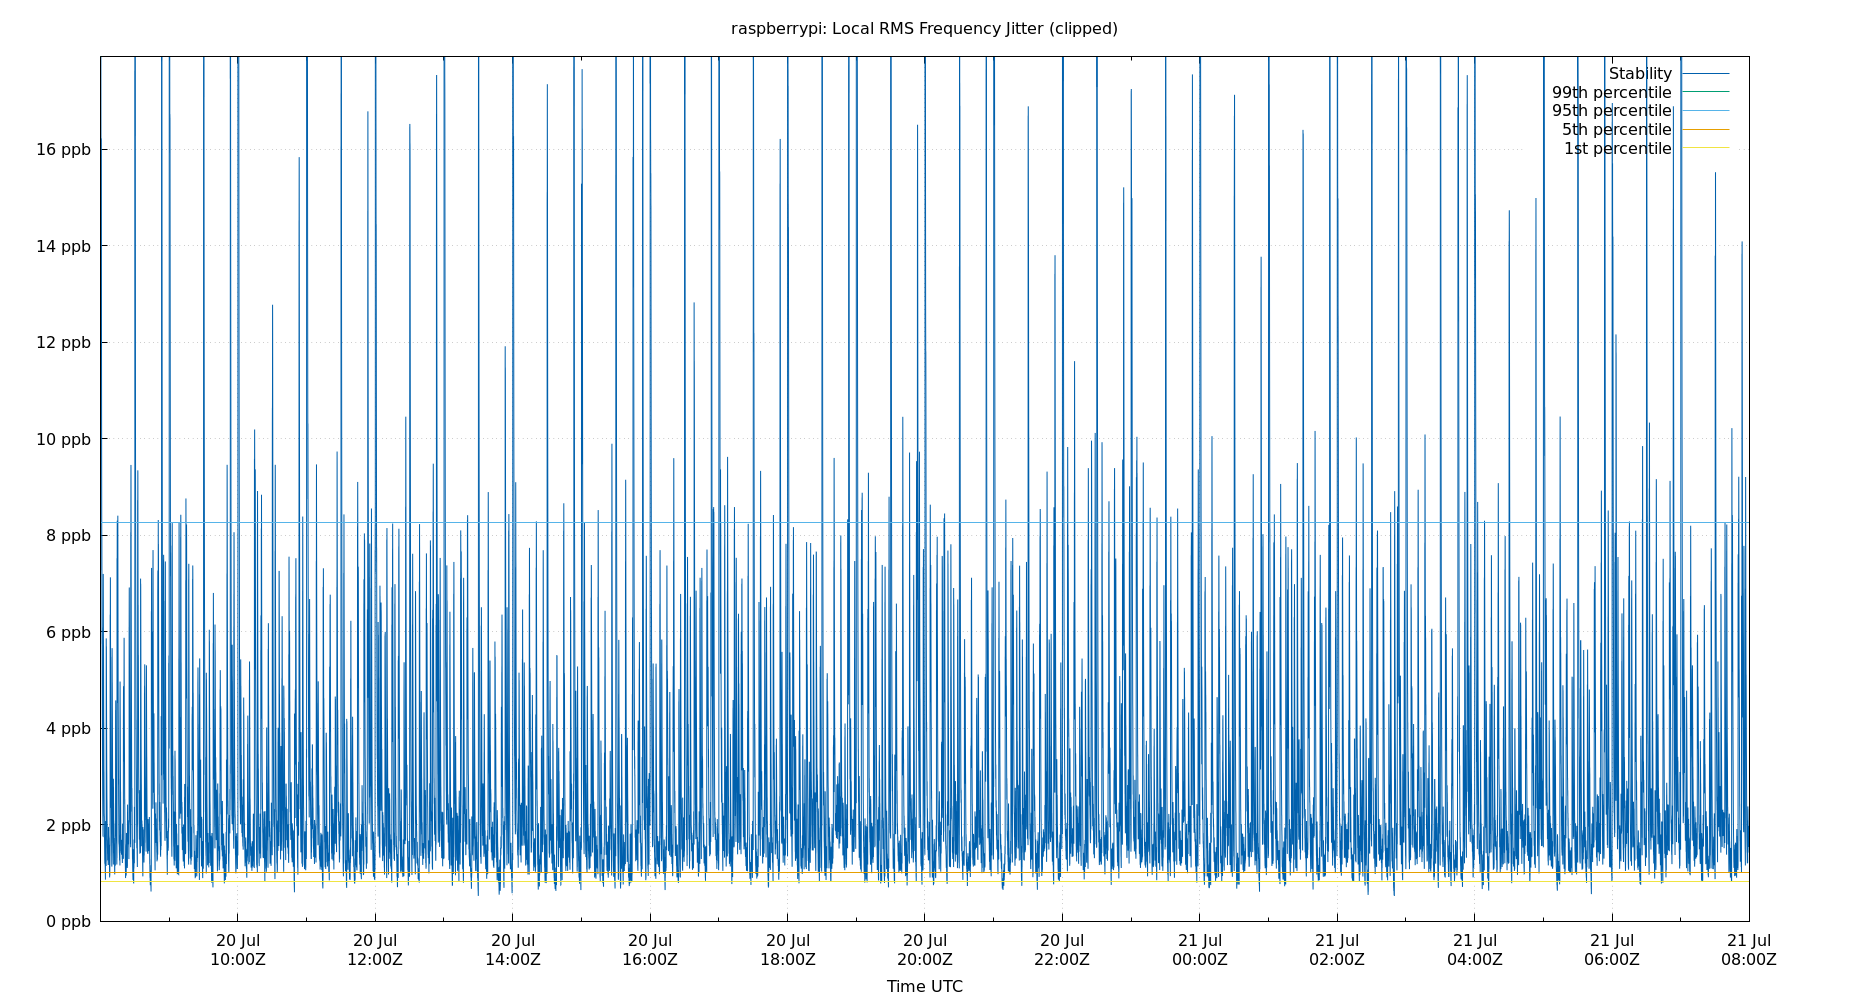 raspberrypi: Local RMS Frequency Jitter (clipped)
Stability
99th percentile
95th percentile
5th percentile
1st percentile
16 ppb
14 ppb
12 ppb
10 ppb
8 ppb
6 ppb
4 ppb
2 ppb
0 ppb
20 Jul 20 Jul 20 Jul 20 Jul 20 Jul 20 Jul 20 Jul 21 Jul 21 Jul 21 Jul 21 Jul 21 Jul
10:00Z 12:00Z 14:00Z 16:00Z 18:00Z 20:00Z 22:00Z 00:00Z 02:00Z 04:00Z 06:00Z 08:00Z
Time UTC